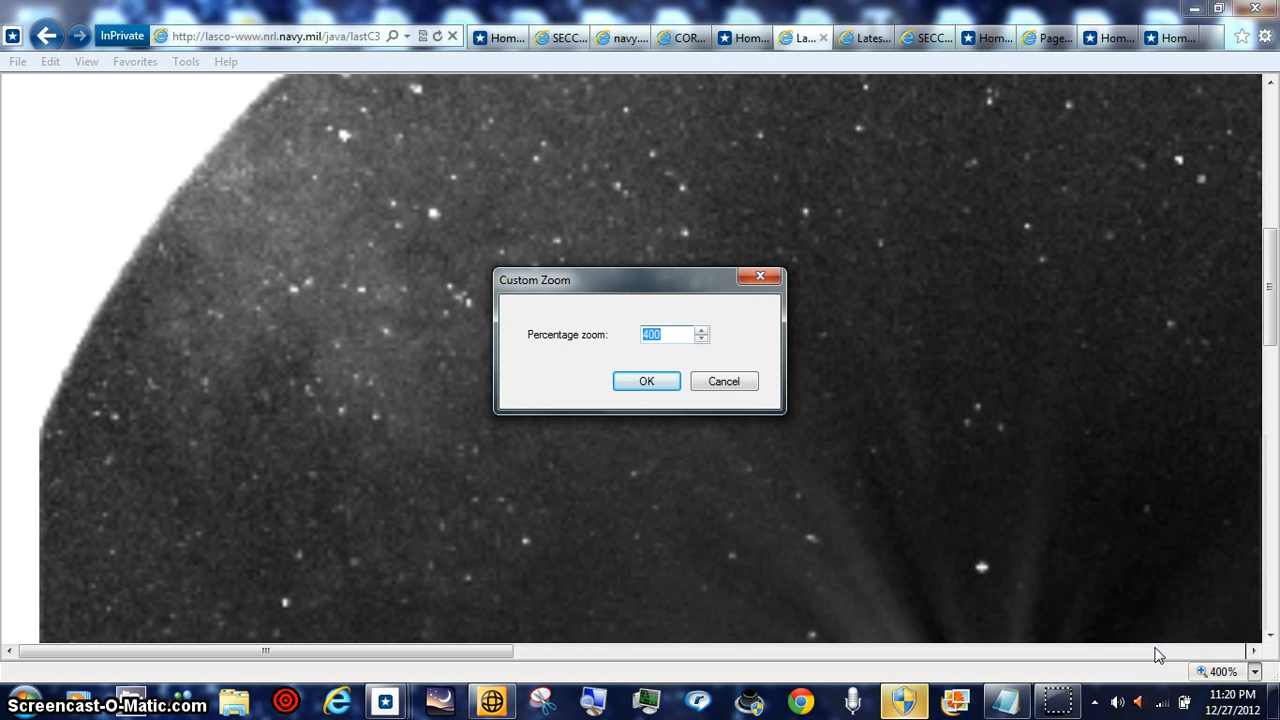 InPrivate
http://lasco-www.nrl.navy.mil/java/lastC3
Hom...
SECC...
navy....
COR...
Hom...
La...
Lates...
SECC...
Hom...
Page...
Hom...
Hom...
File Edit View Favorites Tools Help
Custom Zoom
Percentage zoom: 400
OK Cancel
400%
Screencast-O-Matic.com
11:20 PM
12/27/2012